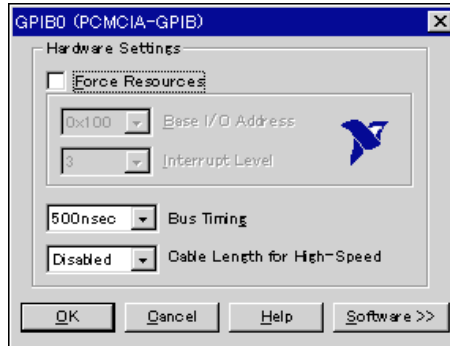 GPIB0 (PCMCIA-GPIB)
Hardware Settings
Force Resources
0x100 Base I/O Address
3 Interrupt Level
500nsec Bus Timing
Disabled Cable Length for High-Speed
OK Cancel Help Software >>